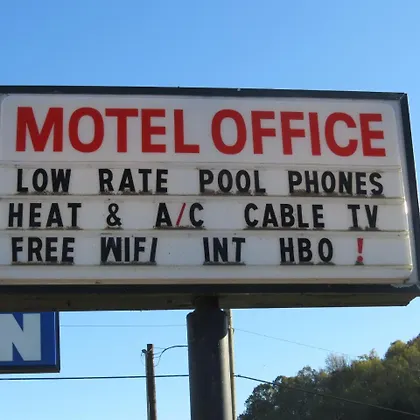 MOTEL OFFICE
LOW RATE POOL PHONES
HEAT & A/C CABLE TV
FREE WIFI INT HBO !
N